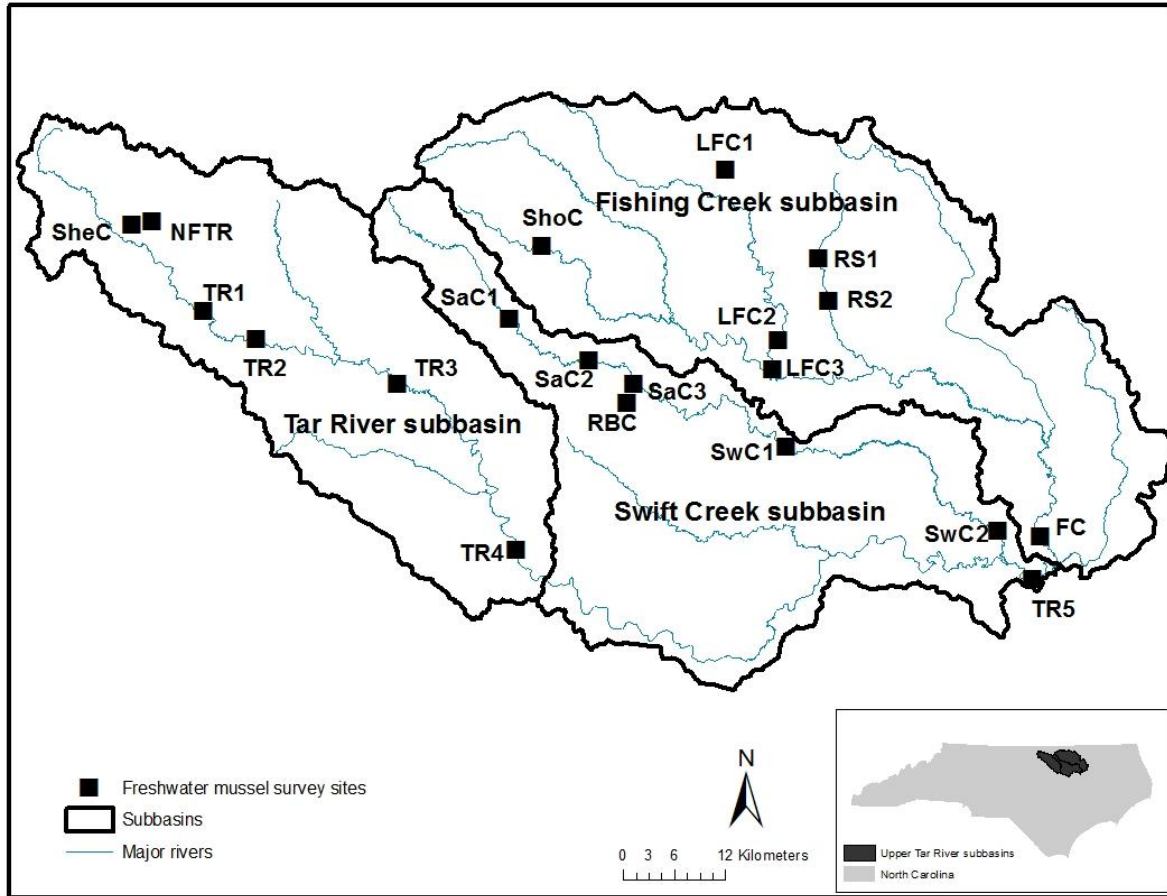 LFC1
Fishing Creek subbasin
ShoC
SheC
NFTR
RS1
SaC1
RS2
TR1
LFC2
TR2
TR3
SaC2
LFC3
SaC3
Tar River subbasin
RBC
SwC1
Swift Creek subbasin
SwC2
FC
TR4
TR5
N
Freshwater mussel survey sites
Subbasins
Major rivers
0 3 6 12 Kilometers
Upper Tar River subbasins
North Carolina